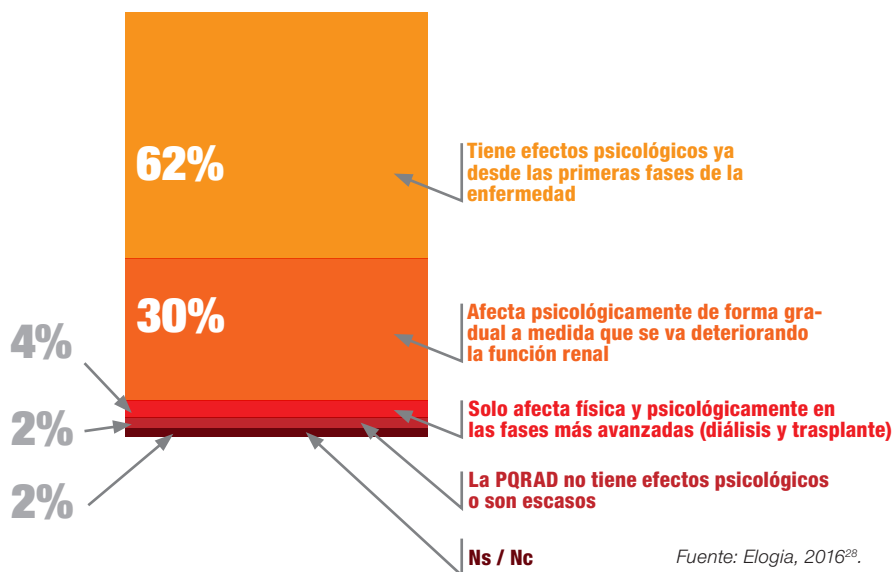 62%
Tiene efectos psicológicos ya
desde las primeras fases de la
enfermedad
30%
Afecta psicológicamente de forma gra-
dual a medida que se va deteriorando
la función renal
4%
Solo afecta física y psicológicamente en
las fases más avanzadas (diálisis y trasplante)
2%
La PQRAD no tiene efectos psicológicos
o son escasos
2%
Ns / Nc
Fuente: Elogia, 2016²⁸.